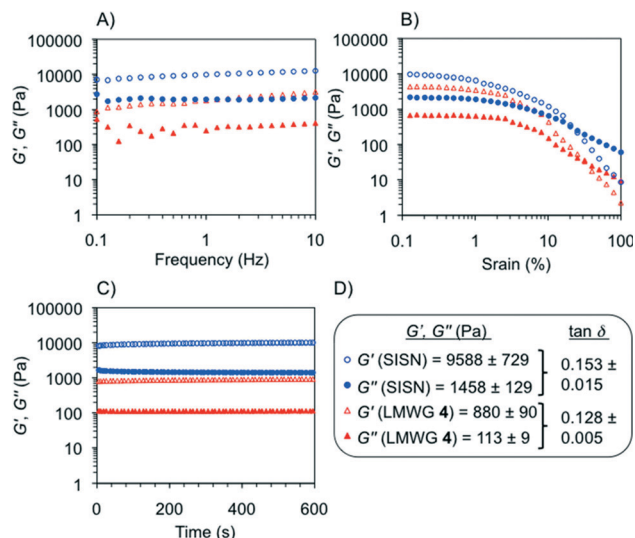 A)
100000
10000
1000
100
10
1
G', G" (Pa)
0.1
1
10
Frequency (Hz)
B)
100000
10000
1000
100
10
1
G', G" (Pa)
0.1
1
10
100
Srain (%)
C)
100000
10000
1000
100
10
1
G', G" (Pa)
0
200
400
600
Time (s)
D)
G', G" (Pa) tan δ
G' (SISN) = 9588 ± 729
G" (SISN) = 1458 ± 129
0.153 ±
0.015
G' (LMWG 4) = 880 ± 90
G" (LMWG 4) = 113 ± 9
0.128 ±
0.005